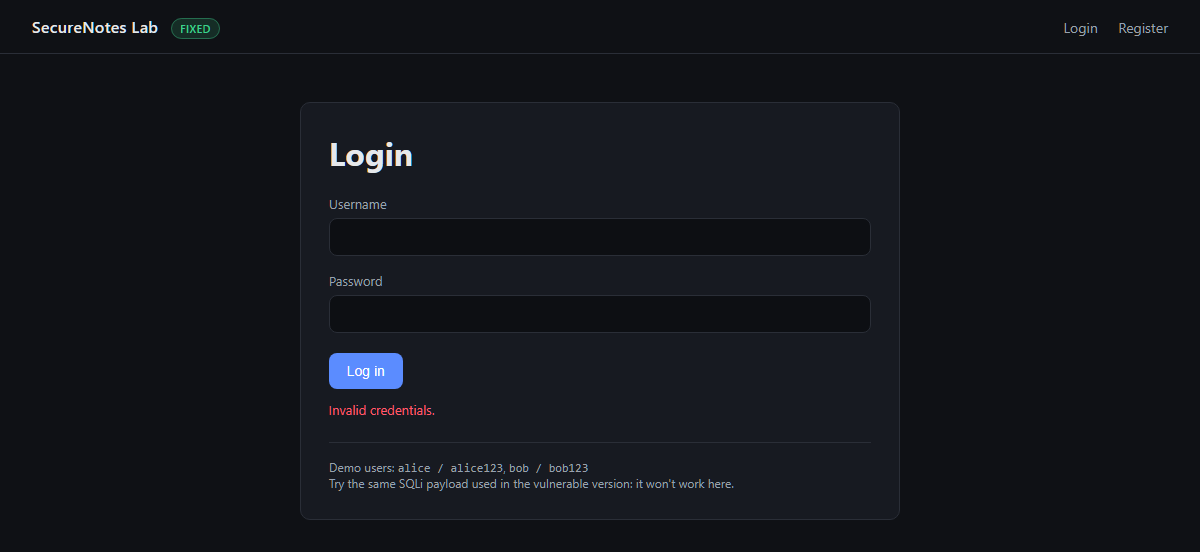 SecureNotes Lab FIXED Login Register
Login
Username
Password
Log in
Invalid credentials.
Demo users: alice / alice123, bob / bob123
Try the same SQLi payload used in the vulnerable version: it won't work here.